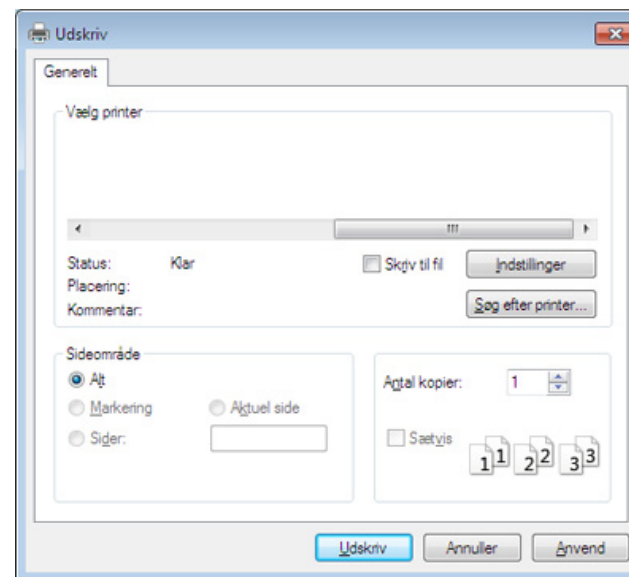 Udskriv
Generelt
Vælg printer
Status: Klar
Skriv til fil
Indstillinger
Placering:
Kommentar:
Søg efter printer...
Sideområde
Alt
Markering
Aktuel side
Sider:
Antal kopier: 1
Sætvis
1 1 2 2 3 3
Udskriv Annuller Anvend